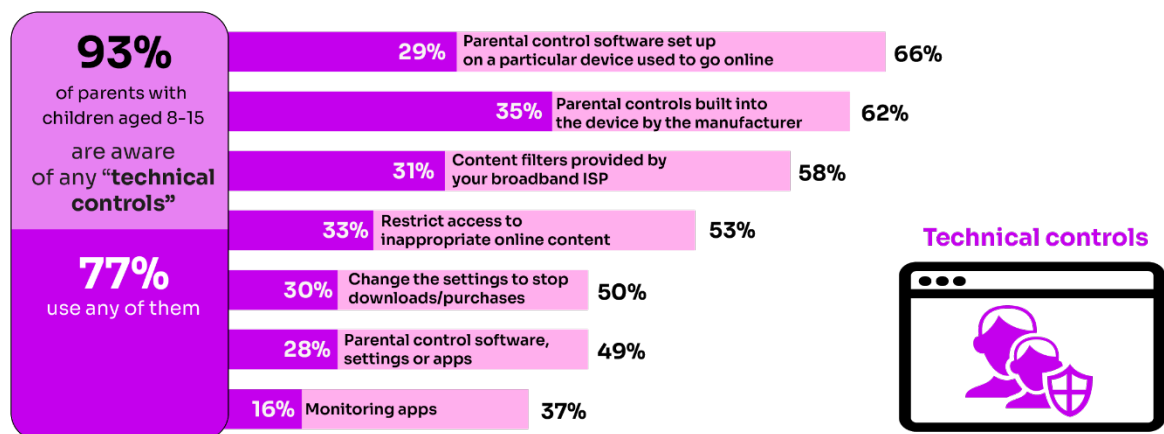 93%
of parents with
children aged 8-15
are aware
of any “technical
controls”
77%
use any of them
29%
Parental control software set up
on a particular device used to go online
66%
35%
Parental controls built into
the device by the manufacturer
62%
31%
Content filters provided by
your broadband ISP
58%
33%
Restrict access to
inappropriate online content
53%
30%
Change the settings to stop
downloads/purchases
50%
28%
Parental control software,
settings or apps
49%
16%
Monitoring apps
37%
Technical controls